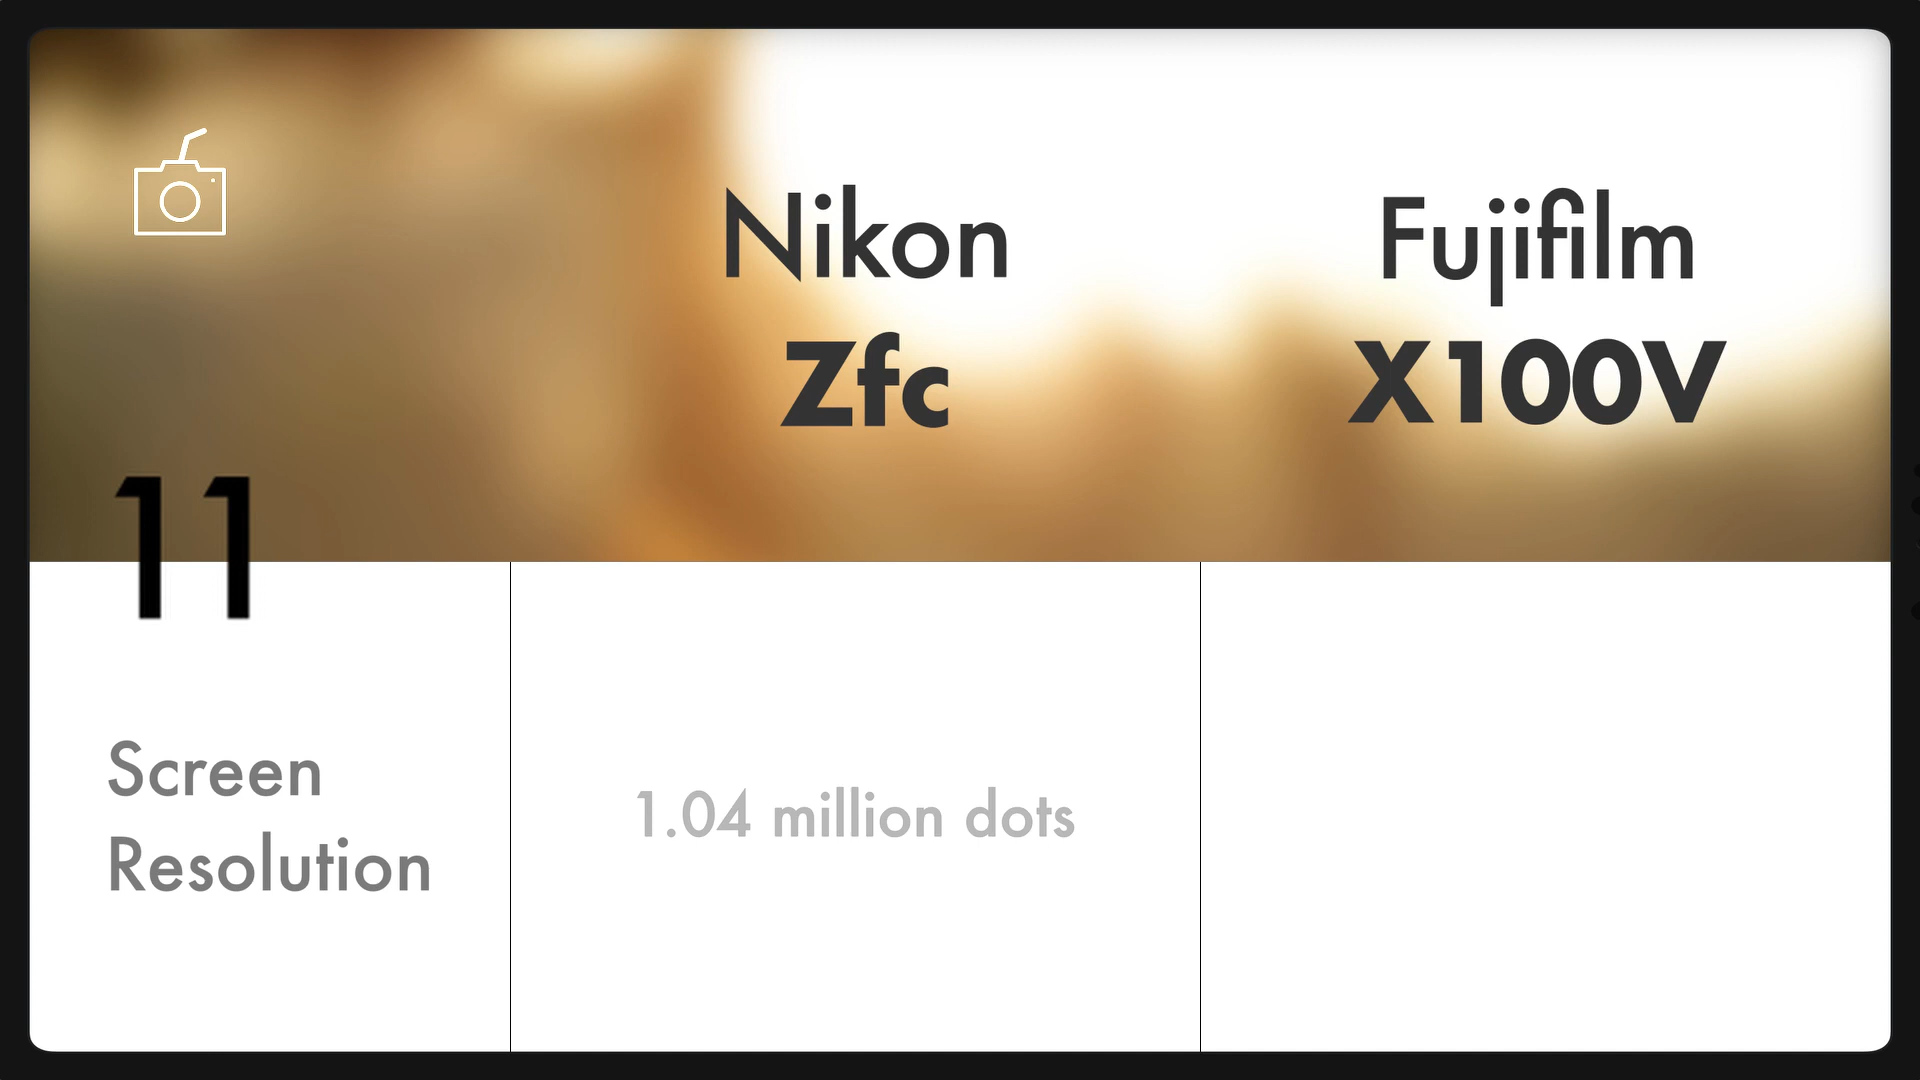 Nikon
Zfc
Fujifilm
X100V
11
Screen
Resolution
1.04 million dots